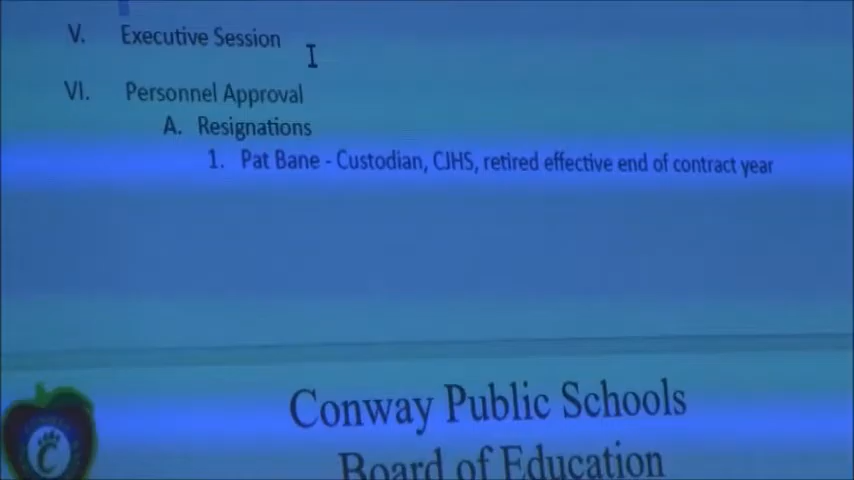 V. Executive Session
VI. Personnel Approval
A. Resignations
1. Pat Bane - Custodian, CJHS, retired effective end of contract year
Conway Public Schools
Board of Education
C